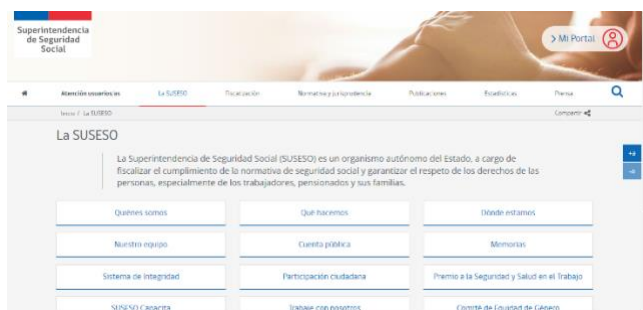 Superintendencia
de Seguridad
Social
> Mi Portal
Atención usuarios/as La SUSESO Fiscalización Normativa y jurisprudencia Publicaciones Estadísticas Prensa
Inicio / La SUSESO Compartir
La SUSESO
La Superintendencia de Seguridad Social (SUSESO) es un organismo autónomo del Estado, a cargo de
fiscalizar el cumplimiento de la normativa de seguridad social y garantizar el respeto de los derechos de las
personas, especialmente de los trabajadores, pensionados y sus familias.
Quiénes somos Qué hacemos Dónde estamos
Nuestro equipo Cuenta pública Memorias
Sistema de Integridad Participación ciudadana Premio a la Seguridad y Salud en el Trabajo
SUSESO Capacita Trabaje con nosotros Comité de Equidad de Género